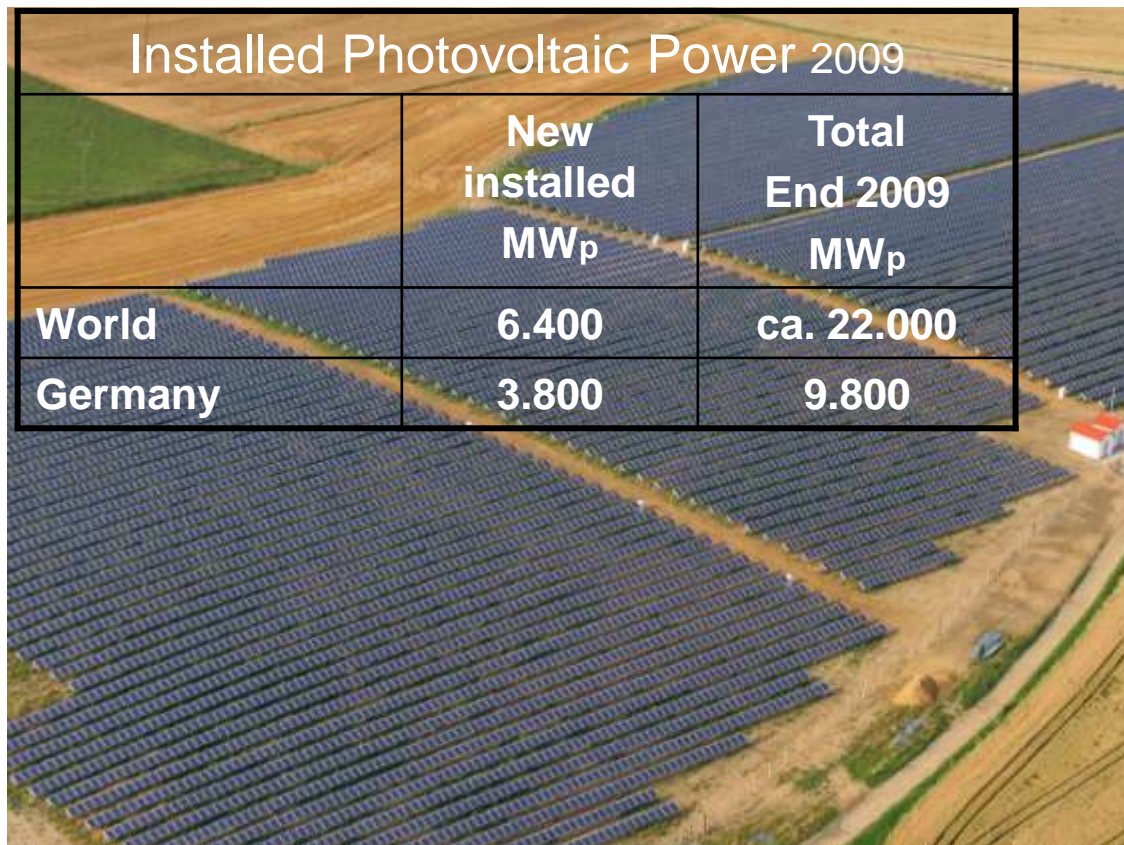 Installed Photovoltaic Power 2009
New
installed
MWp
Total
End 2009
MWp
World 6.400 ca. 22.000
Germany 3.800 9.800